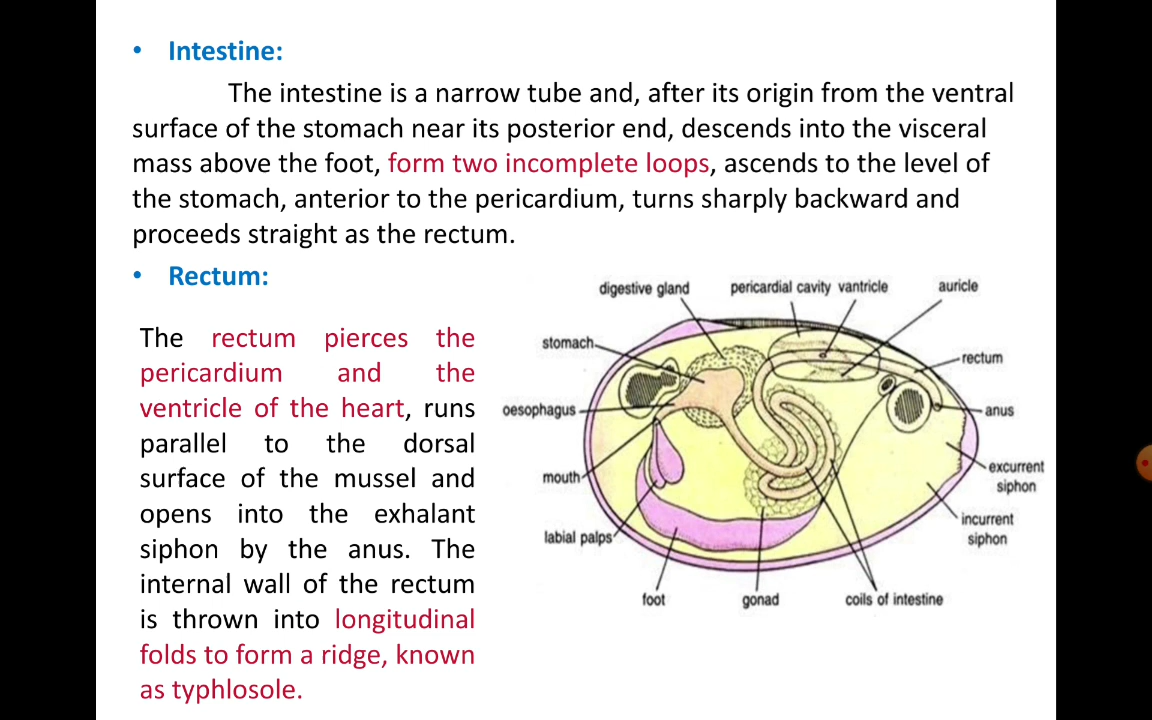 • Intestine:
The intestine is a narrow tube and, after its origin from the ventral
surface of the stomach near its posterior end, descends into the visceral
mass above the foot, form two incomplete loops, ascends to the level of
the stomach, anterior to the pericardium, turns sharply backward and
proceeds straight as the rectum.
• Rectum:
The rectum pierces the
pericardium and the
ventricle of the heart, runs
parallel to the dorsal
surface of the mussel and
opens into the exhalant
siphon by the anus. The
internal wall of the rectum
is thrown into longitudinal
folds to form a ridge, known
as typhlosole.
digestive gland
pericardial cavity
vantricle
auricle
stomach
rectum
oesophagus
anus
mouth
excurrent
siphon
labial palps
incurrent
siphon
foot
gonad
coils of intestine